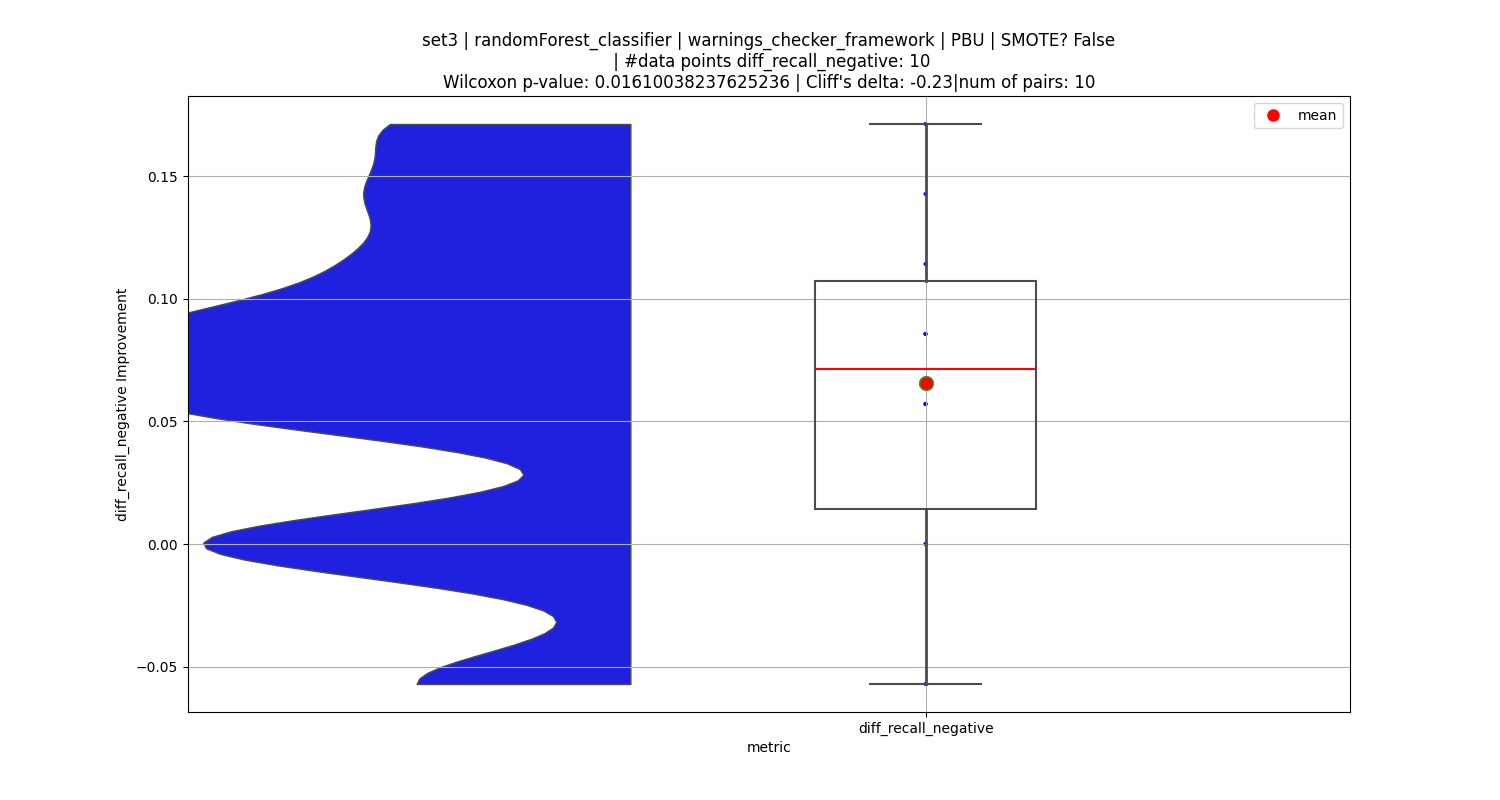 set3 | randomForest_classifier | warnings_checker_framework | PBU | SMOTE? False
| #data points diff_recall_negative: 10
Wilcoxon p-value: 0.01610038237625236 | Cliff's delta: -0.23|num of pairs: 10
mean
0.15
0.10
0.05
0.00
−0.05
diff_recall_negative Improvement
diff_recall_negative
metric